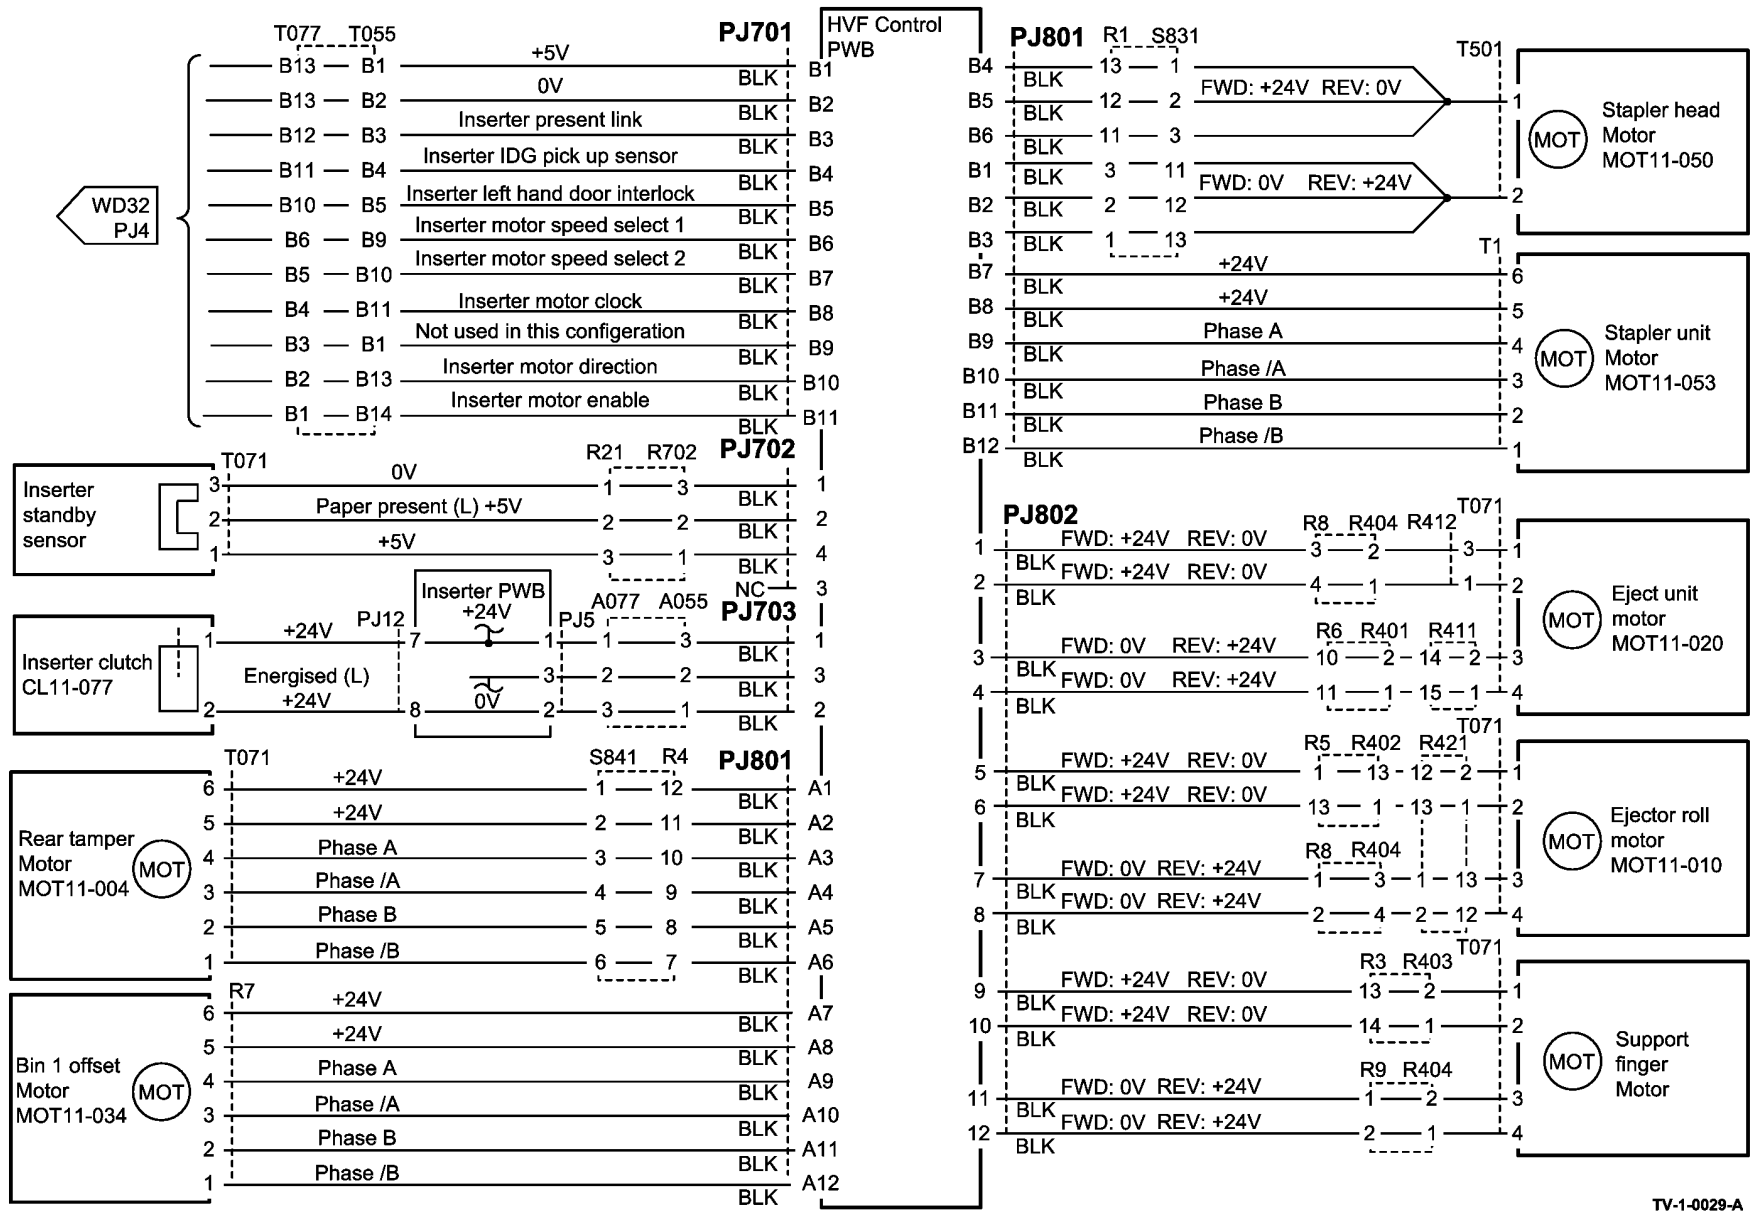 HVF Control
PWB
T077 T055 PJ701
B13 B1 +5V BLK B1
B13 B2 0V BLK B2
B12 B3 Inserter present link BLK B3
B11 B4 Inserter IDG pick up sensor BLK B4
B10 B5 Inserter left hand door interlock BLK B5
B6 B9 Inserter motor speed select 1 BLK B6
B5 B10 Inserter motor speed select 2 BLK B7
B4 B11 Inserter motor clock BLK B8
B3 B1 Not used in this configeration BLK B9
B2 B13 Inserter motor direction BLK B10
B1 B14 Inserter motor enable BLK B11
WD32
PJ4
PJ702
T071 R21 R702
Inserter
standby
sensor
3 0V 1 3 BLK 1
2 Paper present (L) +5V 2 2 BLK 2
1 +5V 3 1 BLK 4
NC 3
Inserter PWB
PJ12 PJ5 A077 A055 PJ703
Inserter clutch
CL11-077
1 +24V 7 +24V 1 1 3 BLK 1
Energised (L) 0V 3 2 2 BLK 3
2 +24V 8 2 3 1 BLK 2
T071 S841 R4 PJ801
Rear tamper
Motor
MOT11-004
MOT
6 +24V 1 12 BLK A1
5 +24V 2 11 BLK A2
4 Phase A 3 10 BLK A3
3 Phase /A 4 9 BLK A4
2 Phase B 5 8 BLK A5
1 Phase /B 6 7 BLK A6
R7
Bin 1 offset
Motor
MOT11-034
MOT
6 +24V BLK A7
5 +24V BLK A8
4 Phase A BLK A9
3 Phase /A BLK A10
2 Phase B BLK A11
1 Phase /B BLK A12
PJ801 R1 S831 T501
B4 BLK 13 1
B5 BLK 12 2 FWD: +24V REV: 0V 1
B6 BLK 11 3
B1 BLK 3 11
B2 BLK 2 12 FWD: 0V REV: +24V 2
B3 BLK 1 13
MOT
Stapler head
Motor
MOT11-050
T1
B7 BLK +24V 6
B8 BLK +24V 5
B9 BLK Phase A 4
B10 BLK Phase /A 3
B11 BLK Phase B 2
B12 BLK Phase /B 1
MOT
Stapler unit
Motor
MOT11-053
PJ802 R8 R404 R412 T071
1 BLK FWD: +24V REV: 0V 3 2 3 1
2 BLK FWD: +24V REV: 0V 4 1 1 2
R6 R401 R411
3 BLK FWD: 0V REV: +24V 10 2 14 2 3
4 BLK FWD: 0V REV: +24V 11 1 15 1 4
MOT
Eject unit
motor
MOT11-020
R5 R402 R421 T071
5 BLK FWD: +24V REV: 0V 1 13 12 2 1
6 BLK FWD: +24V REV: 0V 13 1 13 1 2
R8 R404
7 BLK FWD: 0V REV: +24V 1 3 1 13 3
8 BLK FWD: 0V REV: +24V 2 4 2 12 4
MOT
Ejector roll
motor
MOT11-010
R3 R403 T071
9 BLK FWD: +24V REV: 0V 13 2 1
10 BLK FWD: +24V REV: 0V 14 1 2
R9 R404
11 BLK FWD: 0V REV: +24V 1 2 3
12 BLK FWD: 0V REV: +24V 2 1 4
MOT
Support
finger
Motor
TV-1-0029-A